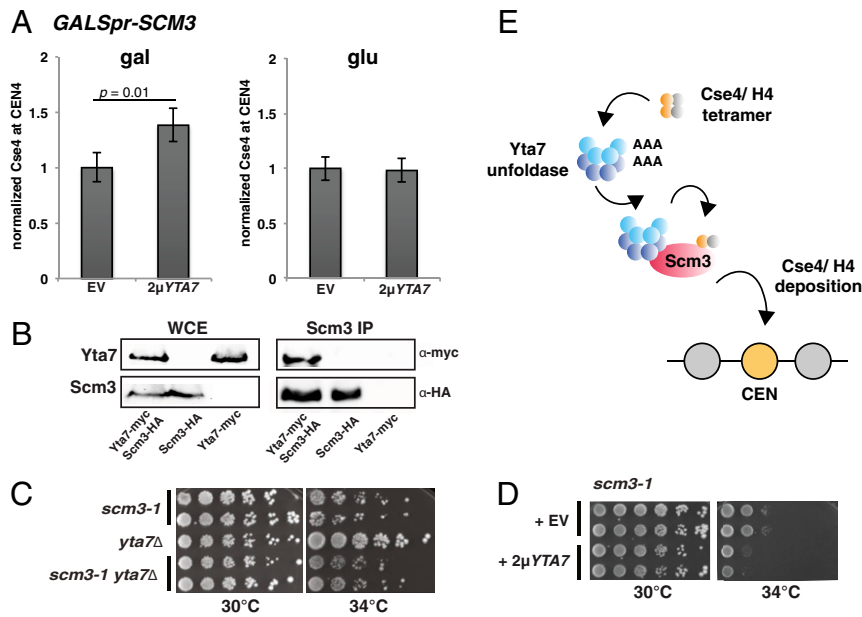 A GALSpr-SCM3
gal
normalized Cse4 at CEN4
2
1.5
1
0.5
0
p = 0.01
EV 2µYTA7
glu
normalized Cse4 at CEN4
2
1.5
1
0.5
0
EV 2µYTA7
B
WCE Scm3 IP
Yta7 α-myc
Scm3 α-HA
Yta7-myc
Scm3-HA
Scm3-HA
Yta7-myc
Yta7-myc
Scm3-HA
Scm3-HA
Yta7-myc
C
scm3-1
yta7Δ
scm3-1 yta7Δ
30°C 34°C
D
scm3-1
+ EV
+ 2µYTA7
30°C 34°C
E
Cse4/ H4
tetramer
Yta7
unfoldase
AAA
AAA
Scm3
Cse4/ H4
deposition
CEN